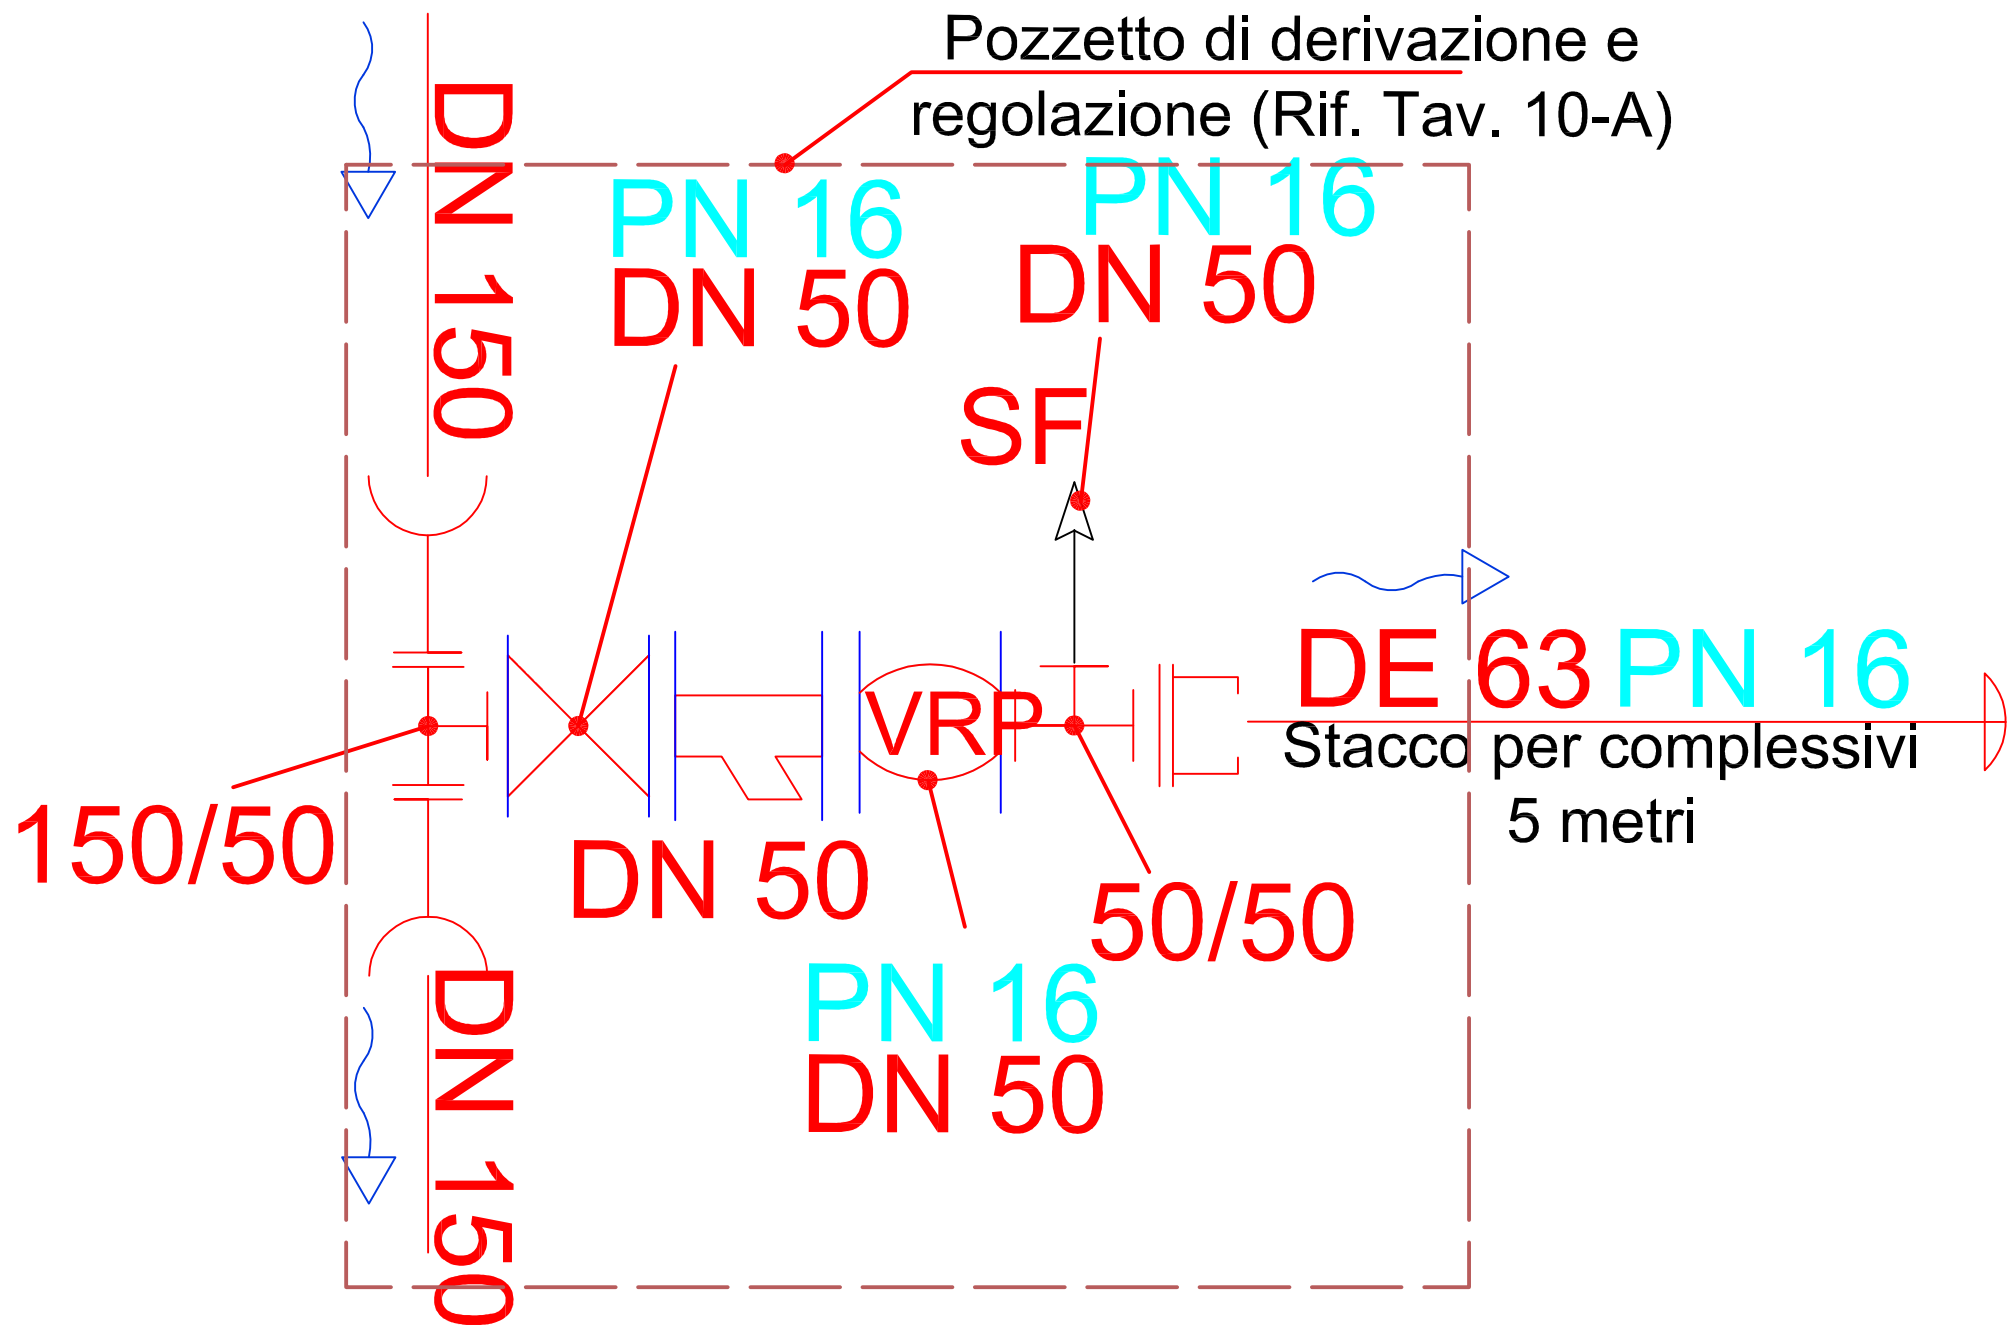 Pozzetto di derivazione e
regolazione (Rif. Tav. 10-A)
DN 150
PN 16
DN 50
PN 16
DN 50
SF
DE 63 PN 16
Stacco per complessivi
5 metri
VRP
150/50
DN 50
50/50
PN 16
DN 50
DN 150